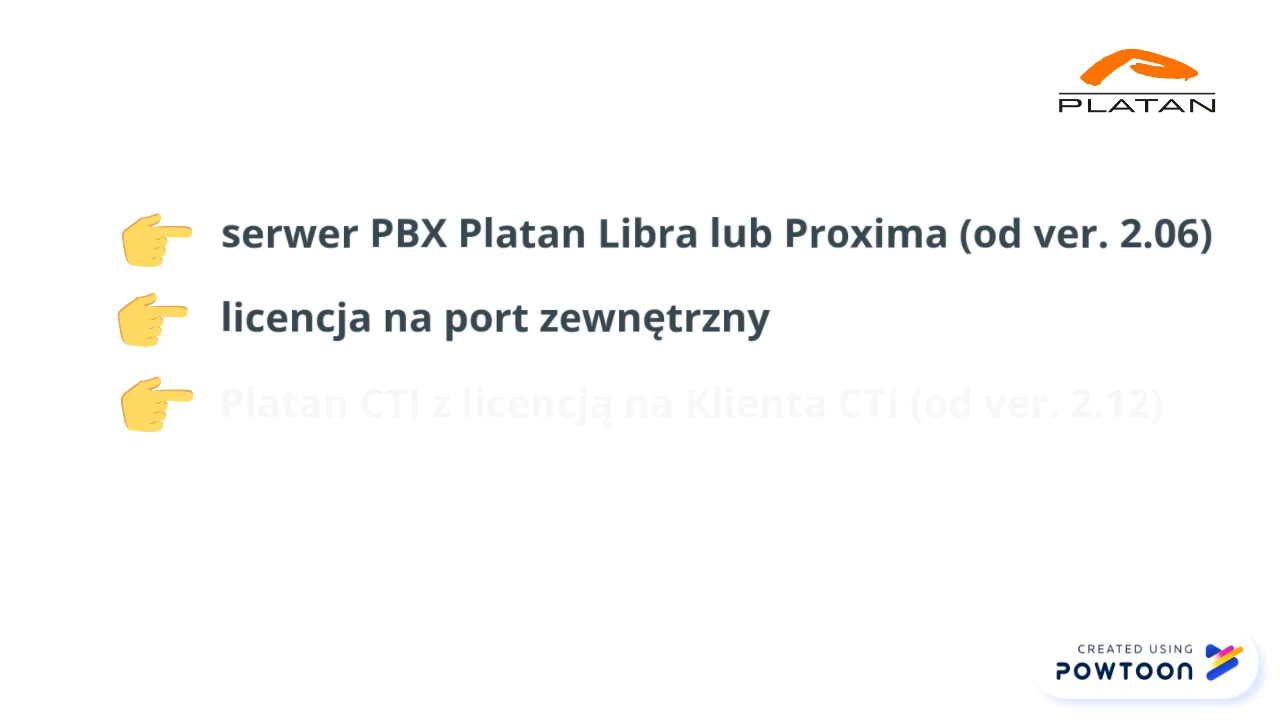 PLATAN
serwer PBX Platan Libra lub Proxima (od ver. 2.06)
licencja na port zewnętrzny
Platan CTI z licencją na Klienta CTI (od ver. 2.12)
CREATED USING
POWTOON